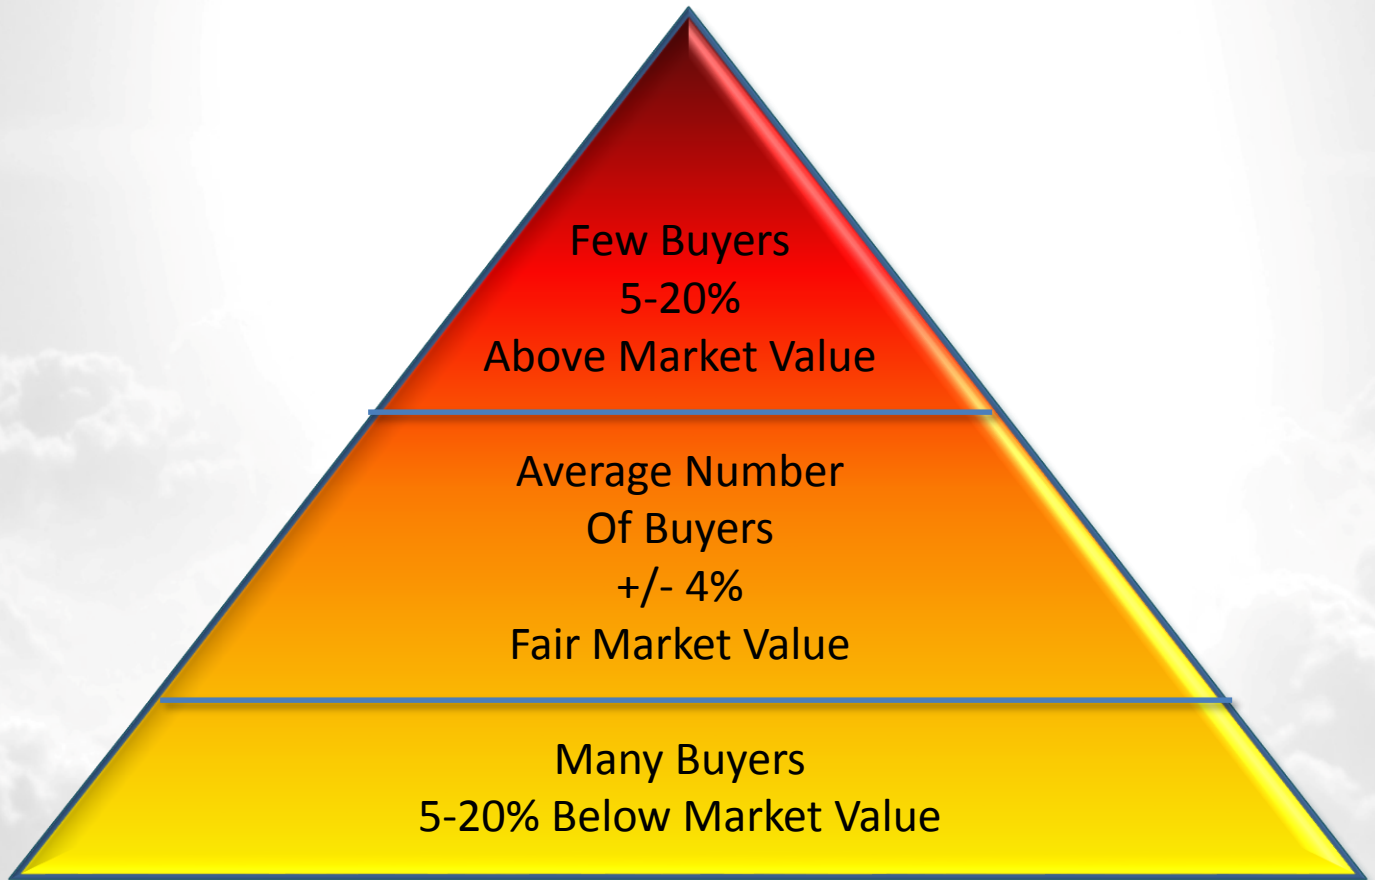 Few Buyers
5-20%
Above Market Value
Average Number
Of Buyers
+/- 4%
Fair Market Value
Many Buyers
5-20% Below Market Value